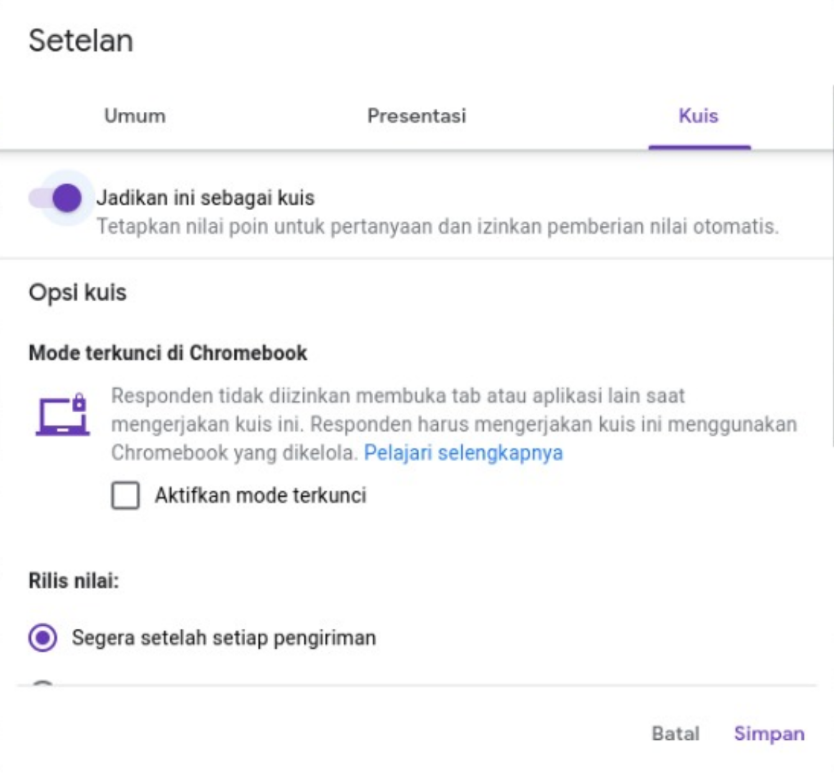 Setelan
Umum
Presentasi
Kuis
Jadikan ini sebagai kuis
Tetapkan nilai poin untuk pertanyaan dan izinkan pemberian nilai otomatis.
Opsi kuis
Mode terkunci di Chromebook
Responden tidak diizinkan membuka tab atau aplikasi lain saat
mengerjakan kuis ini. Responden harus mengerjakan kuis ini menggunakan
Chromebook yang dikelola. Pelajari selengkapnya
Aktifkan mode terkunci
Rilis nilai:
Segera setelah setiap pengiriman
Batal
Simpan